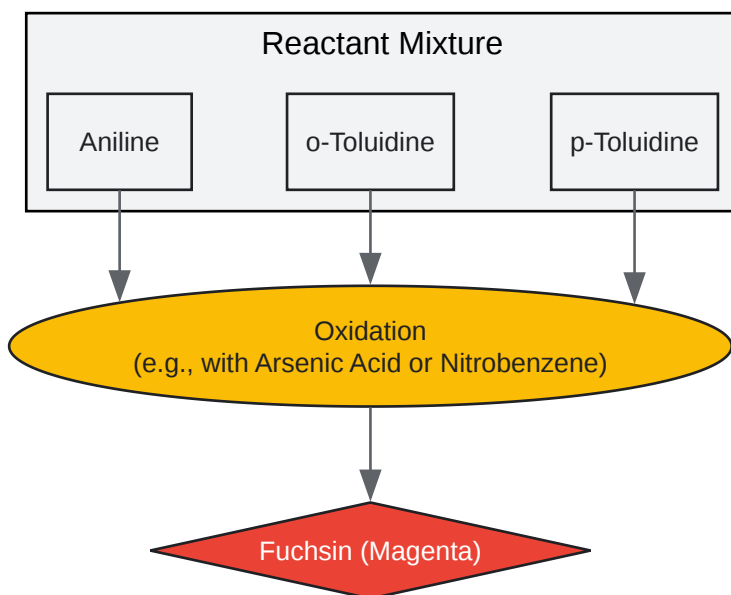 Reactant Mixture
Aniline
o-Toluidine
p-Toluidine
Oxidation
(e.g., with Arsenic Acid or Nitrobenzene)
Fuchsin (Magenta)